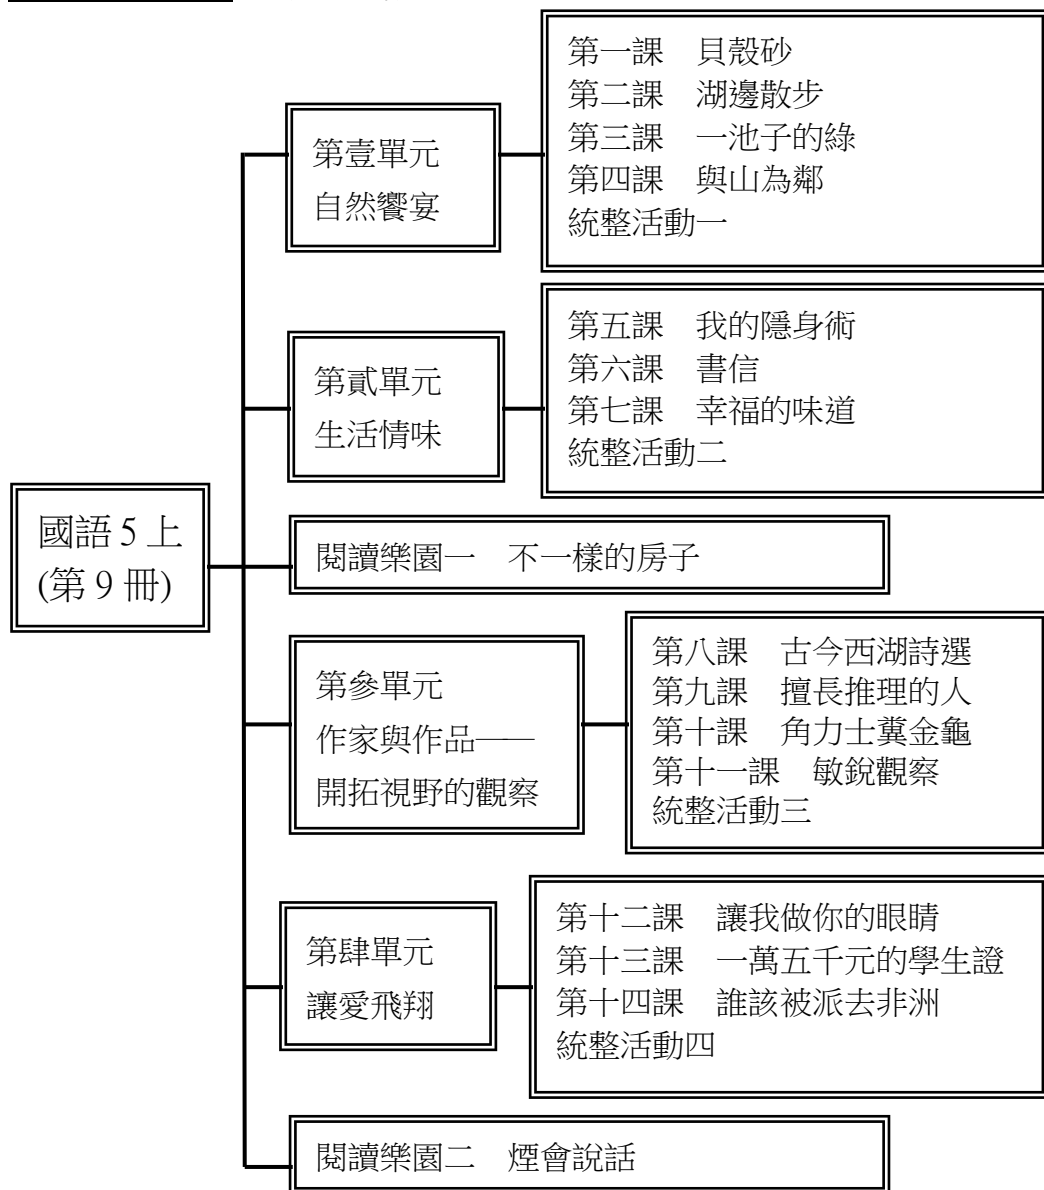 第一課　貝殼砂
第二課　湖邊散步
第三課　一池子的綠
第四課　與山為鄰
統整活動一
第壹單元
自然饗宴
第五課　我的隱身術
第六課　書信
第七課　幸福的味道
統整活動二
第貳單元
生活情味
國語 5 上
(第 9 冊)
閱讀樂園一　不一樣的房子
第八課　古今西湖詩選
第九課　擅長推理的人
第十課　角力士糞金龜
第十一課　敏銳觀察
統整活動三
第參單元
作家與作品——
開拓視野的觀察
第十二課　讓我做你的眼睛
第十三課　一萬五千元的學生證
第十四課　誰該被派去非洲
統整活動四
第肆單元
讓愛飛翔
閱讀樂園二　煙會說話